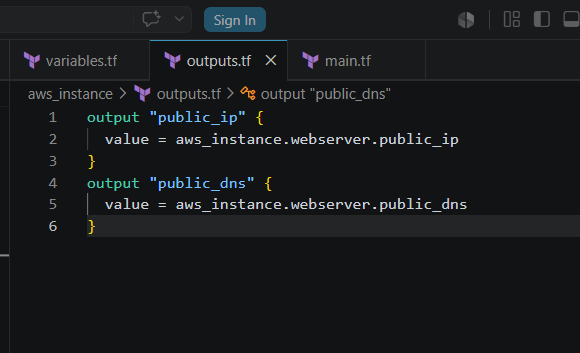 Sign In
variables.tf
outputs.tf
main.tf
aws_instance > outputs.tf > output "public_dns"
1 output "public_ip" {
2 value = aws_instance.webserver.public_ip
3 }
4 output "public_dns" {
5 value = aws_instance.webserver.public_dns
6 }